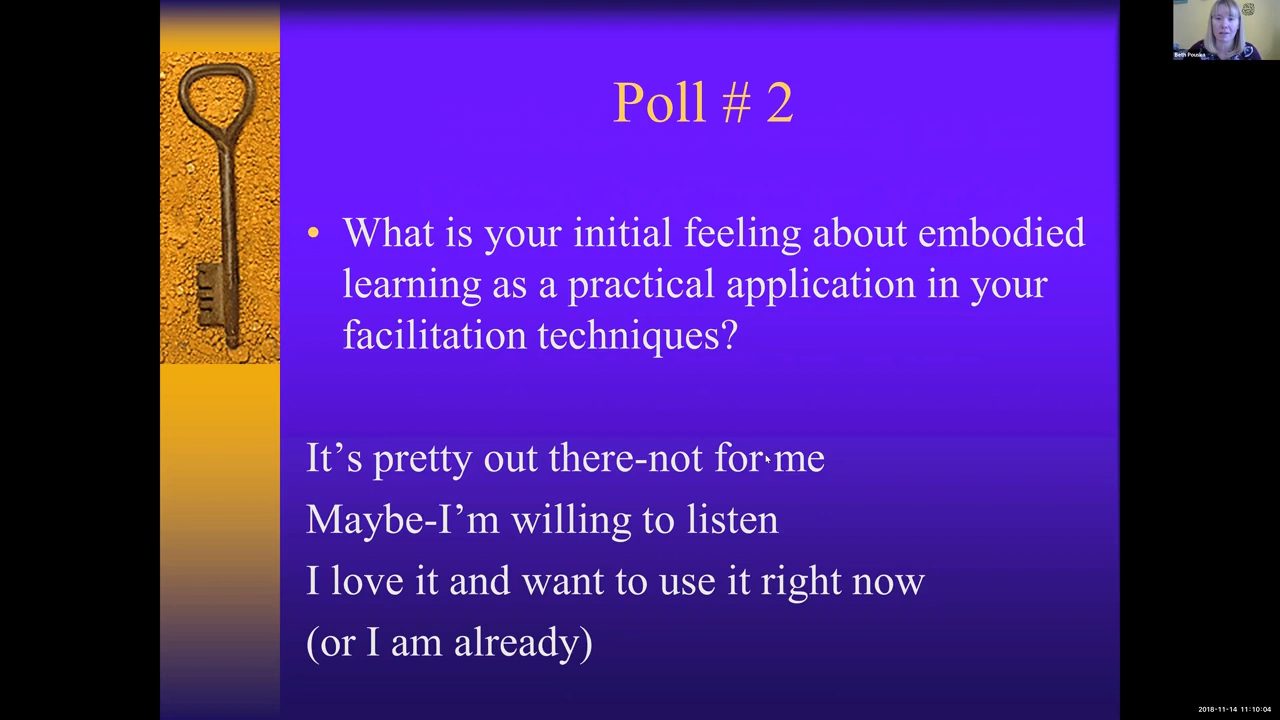 Poll # 2
• What is your initial feeling about embodied
learning as a practical application in your
facilitation techniques?
It’s pretty out there-not for me
Maybe-I’m willing to listen
I love it and want to use it right now
(or I am already)
Beth Pouska
2018-11-14 11:10:04